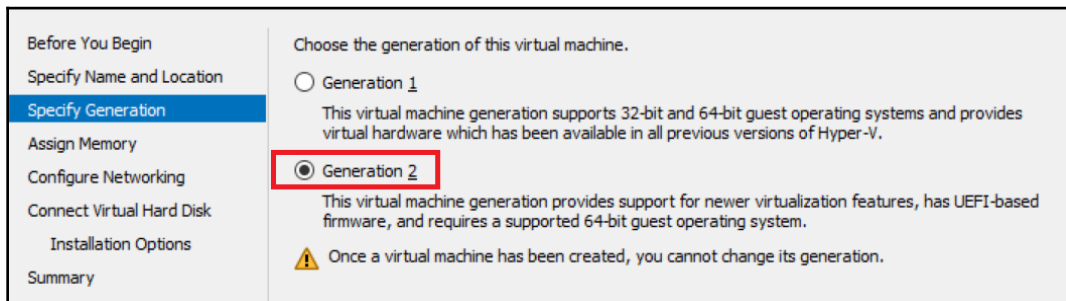 Before You Begin
Specify Name and Location
Specify Generation
Assign Memory
Configure Networking
Connect Virtual Hard Disk
Installation Options
Summary
Choose the generation of this virtual machine.
Generation 1
This virtual machine generation supports 32-bit and 64-bit guest operating systems and provides
virtual hardware which has been available in all previous versions of Hyper-V.
Generation 2
This virtual machine generation provides support for newer virtualization features, has UEFI-based
firmware, and requires a supported 64-bit guest operating system.
Once a virtual machine has been created, you cannot change its generation.